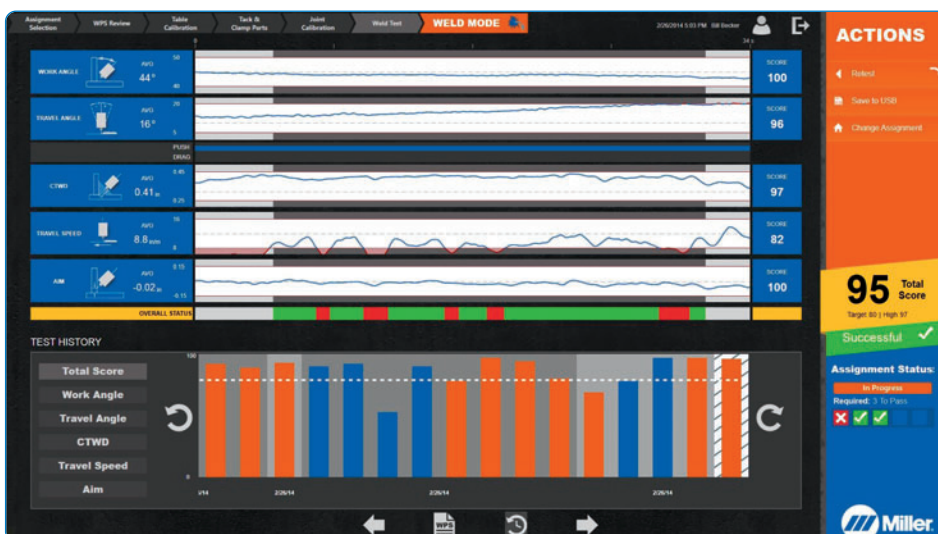 Assignment Selection
WPS Review
Table Calibration
Tack & Clamp Parts
Joint Calibration
Weld Test
WELD MODE
2/26/2014 5:03 PM Bill Becker
0
34 s
WORK ANGLE
AVG
44°
50
40
SCORE
100
TRAVEL ANGLE
AVG
16°
20
5
SCORE
96
PUSH
DRAG
CTWD
AVG
0.41 in
0.45
0.25
SCORE
97
TRAVEL SPEED
AVG
8.8 in/m
8
SCORE
82
AIM
AVG
-0.02 in
0.15
-0.15
SCORE
100
OVERALL STATUS
TEST HISTORY
Total Score
Work Angle
Travel Angle
CTWD
Travel Speed
Aim
100
0
2/26/14
2/26/14
2/26/14
WPS
ACTIONS
Retest
Save to USB
Change Assignment
95 Total Score
Target 80 | High 97
Successful
Assignment Status:
In Progress
Required: 3 To Pass
Miller